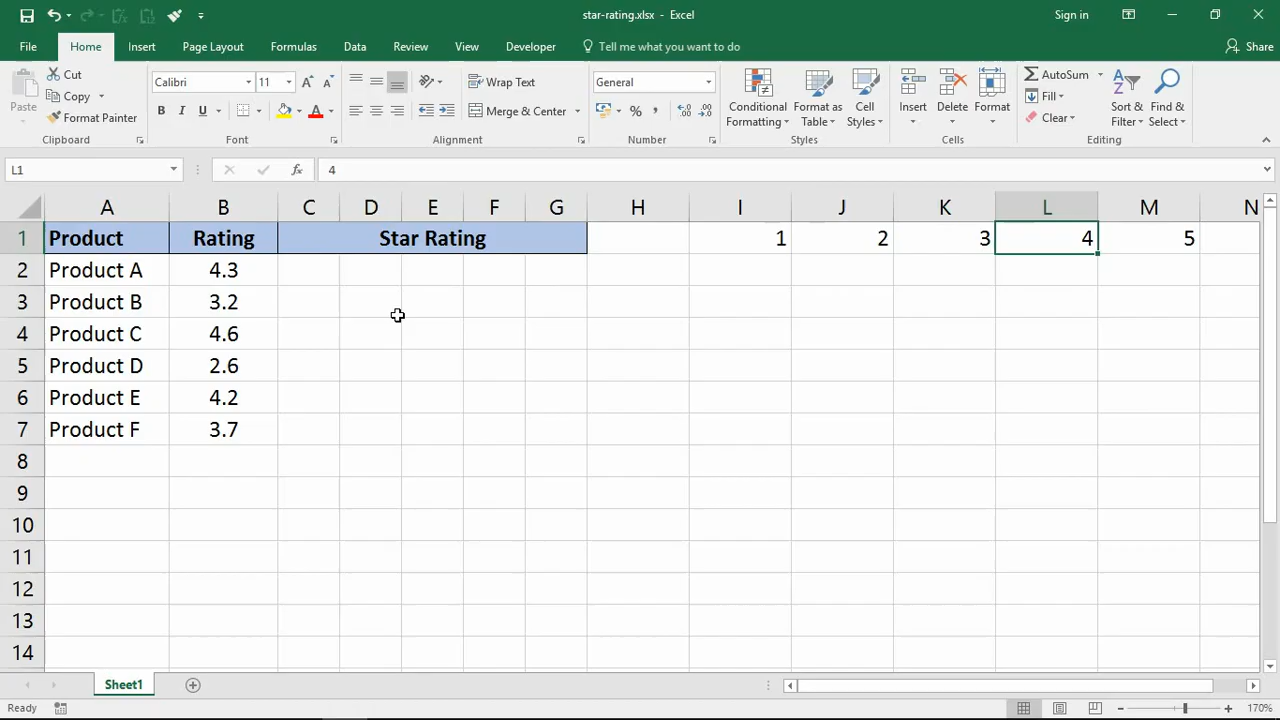 star-rating.xlsx - Excel
Sign in
File Home Insert Page Layout Formulas Data Review View Developer Tell me what you want to do Share
Paste
Cut
Copy
Format Painter
Clipboard
Calibri 11
B I U
Font
Wrap Text
Merge & Center
Alignment
General
Number
Conditional Formatting
Format as Table
Cell Styles
Styles
Insert
Delete
Format
Cells
AutoSum
Fill
Clear
Sort & Filter
Find & Select
Editing
L1 fx 4
A B C D E F G H I J K L M N
1 Product Rating Star Rating 1 2 3 4 5
2 Product A 4.3
3 Product B 3.2
4 Product C 4.6
5 Product D 2.6
6 Product E 4.2
7 Product F 3.7
8
9
10
11
12
13
14
Sheet1
Ready 170%